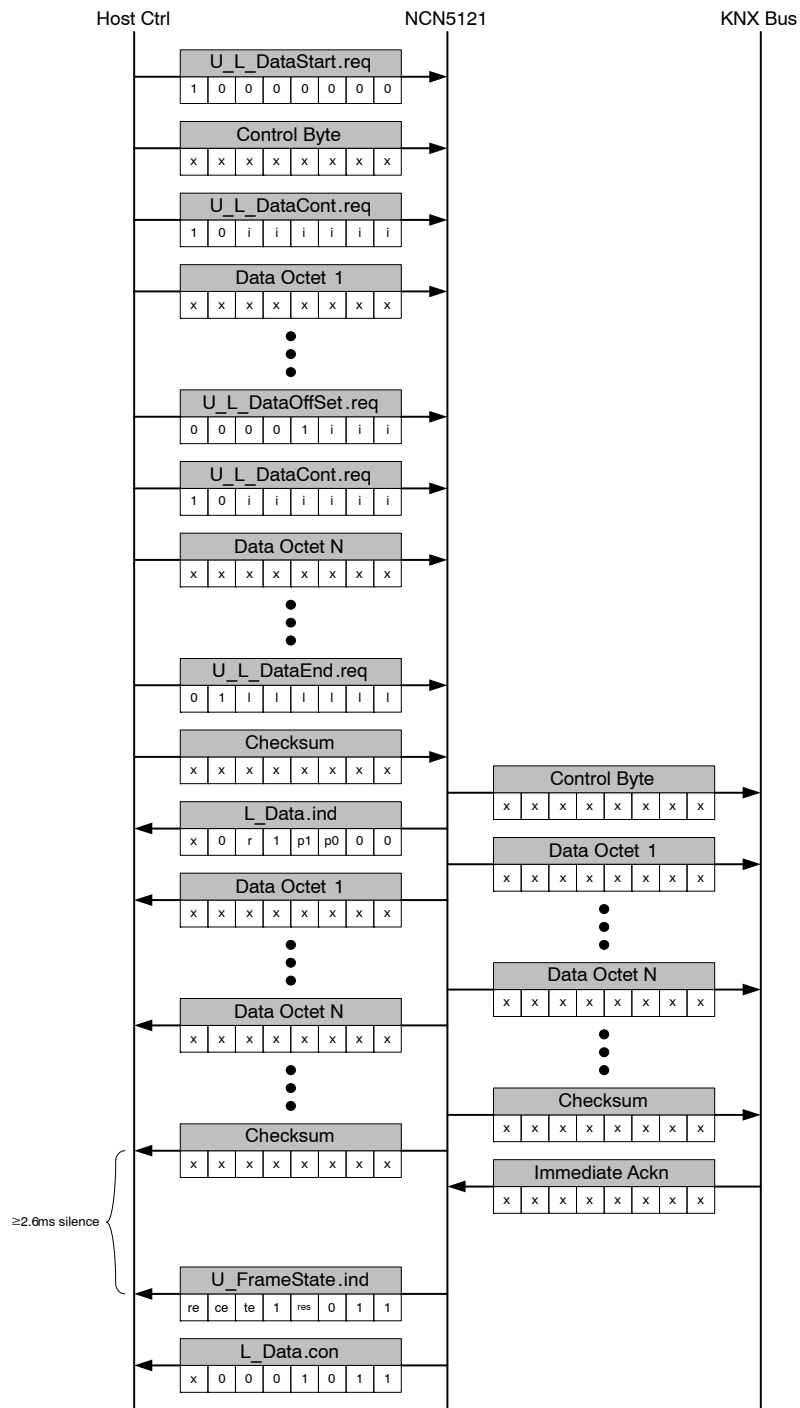 Host Ctrl NCN5121 KNX Bus
U_L_DataStart.req
1 0 0 0 0 0 0 0
Control Byte
x x x x x x x x
U_L_DataCont.req
1 0 i i i i i i
Data Octet 1
x x x x x x x x
U_L_DataOffSet.req
0 0 0 0 1 i i i
U_L_DataCont.req
1 0 i i i i i i
Data Octet N
x x x x x x x x
U_L_DataEnd.req
0 1 l l l l l l
Checksum
x x x x x x x x
Control Byte
x x x x x x x x
L_Data.ind
x 0 r 1 p1 p0 0 0
Data Octet 1
x x x x x x x x
Data Octet 1
x x x x x x x x
Data Octet N
x x x x x x x x
Data Octet N
x x x x x x x x
Checksum
x x x x x x x x
Checksum
x x x x x x x x
Immediate Ackn
x x x x x x x x
≥2.6ms silence
U_FrameState.ind
re ce te 1 res 0 1 1
L_Data.con
x 0 0 0 1 0 1 1